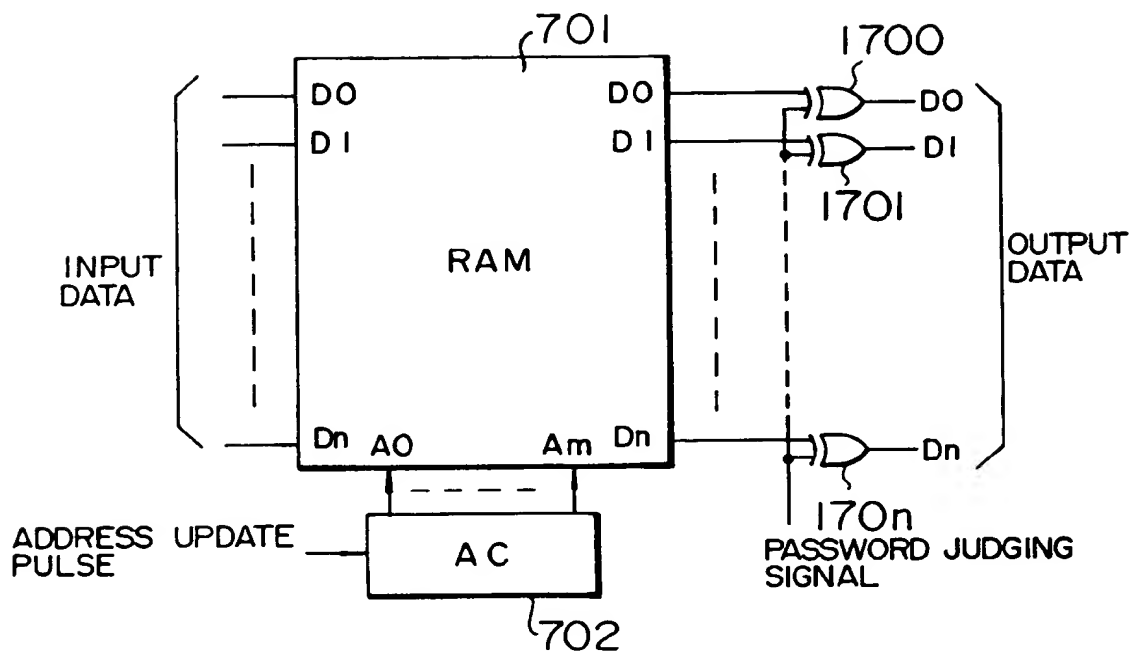 701
1700
D0
D0
D0
D1
D1
D1
1701
INPUT
DATA
RAM
OUTPUT
DATA
Dn
A0
Am
Dn
Dn
170n
ADDRESS UPDATE
PULSE
AC
PASSWORD JUDGING
SIGNAL
702